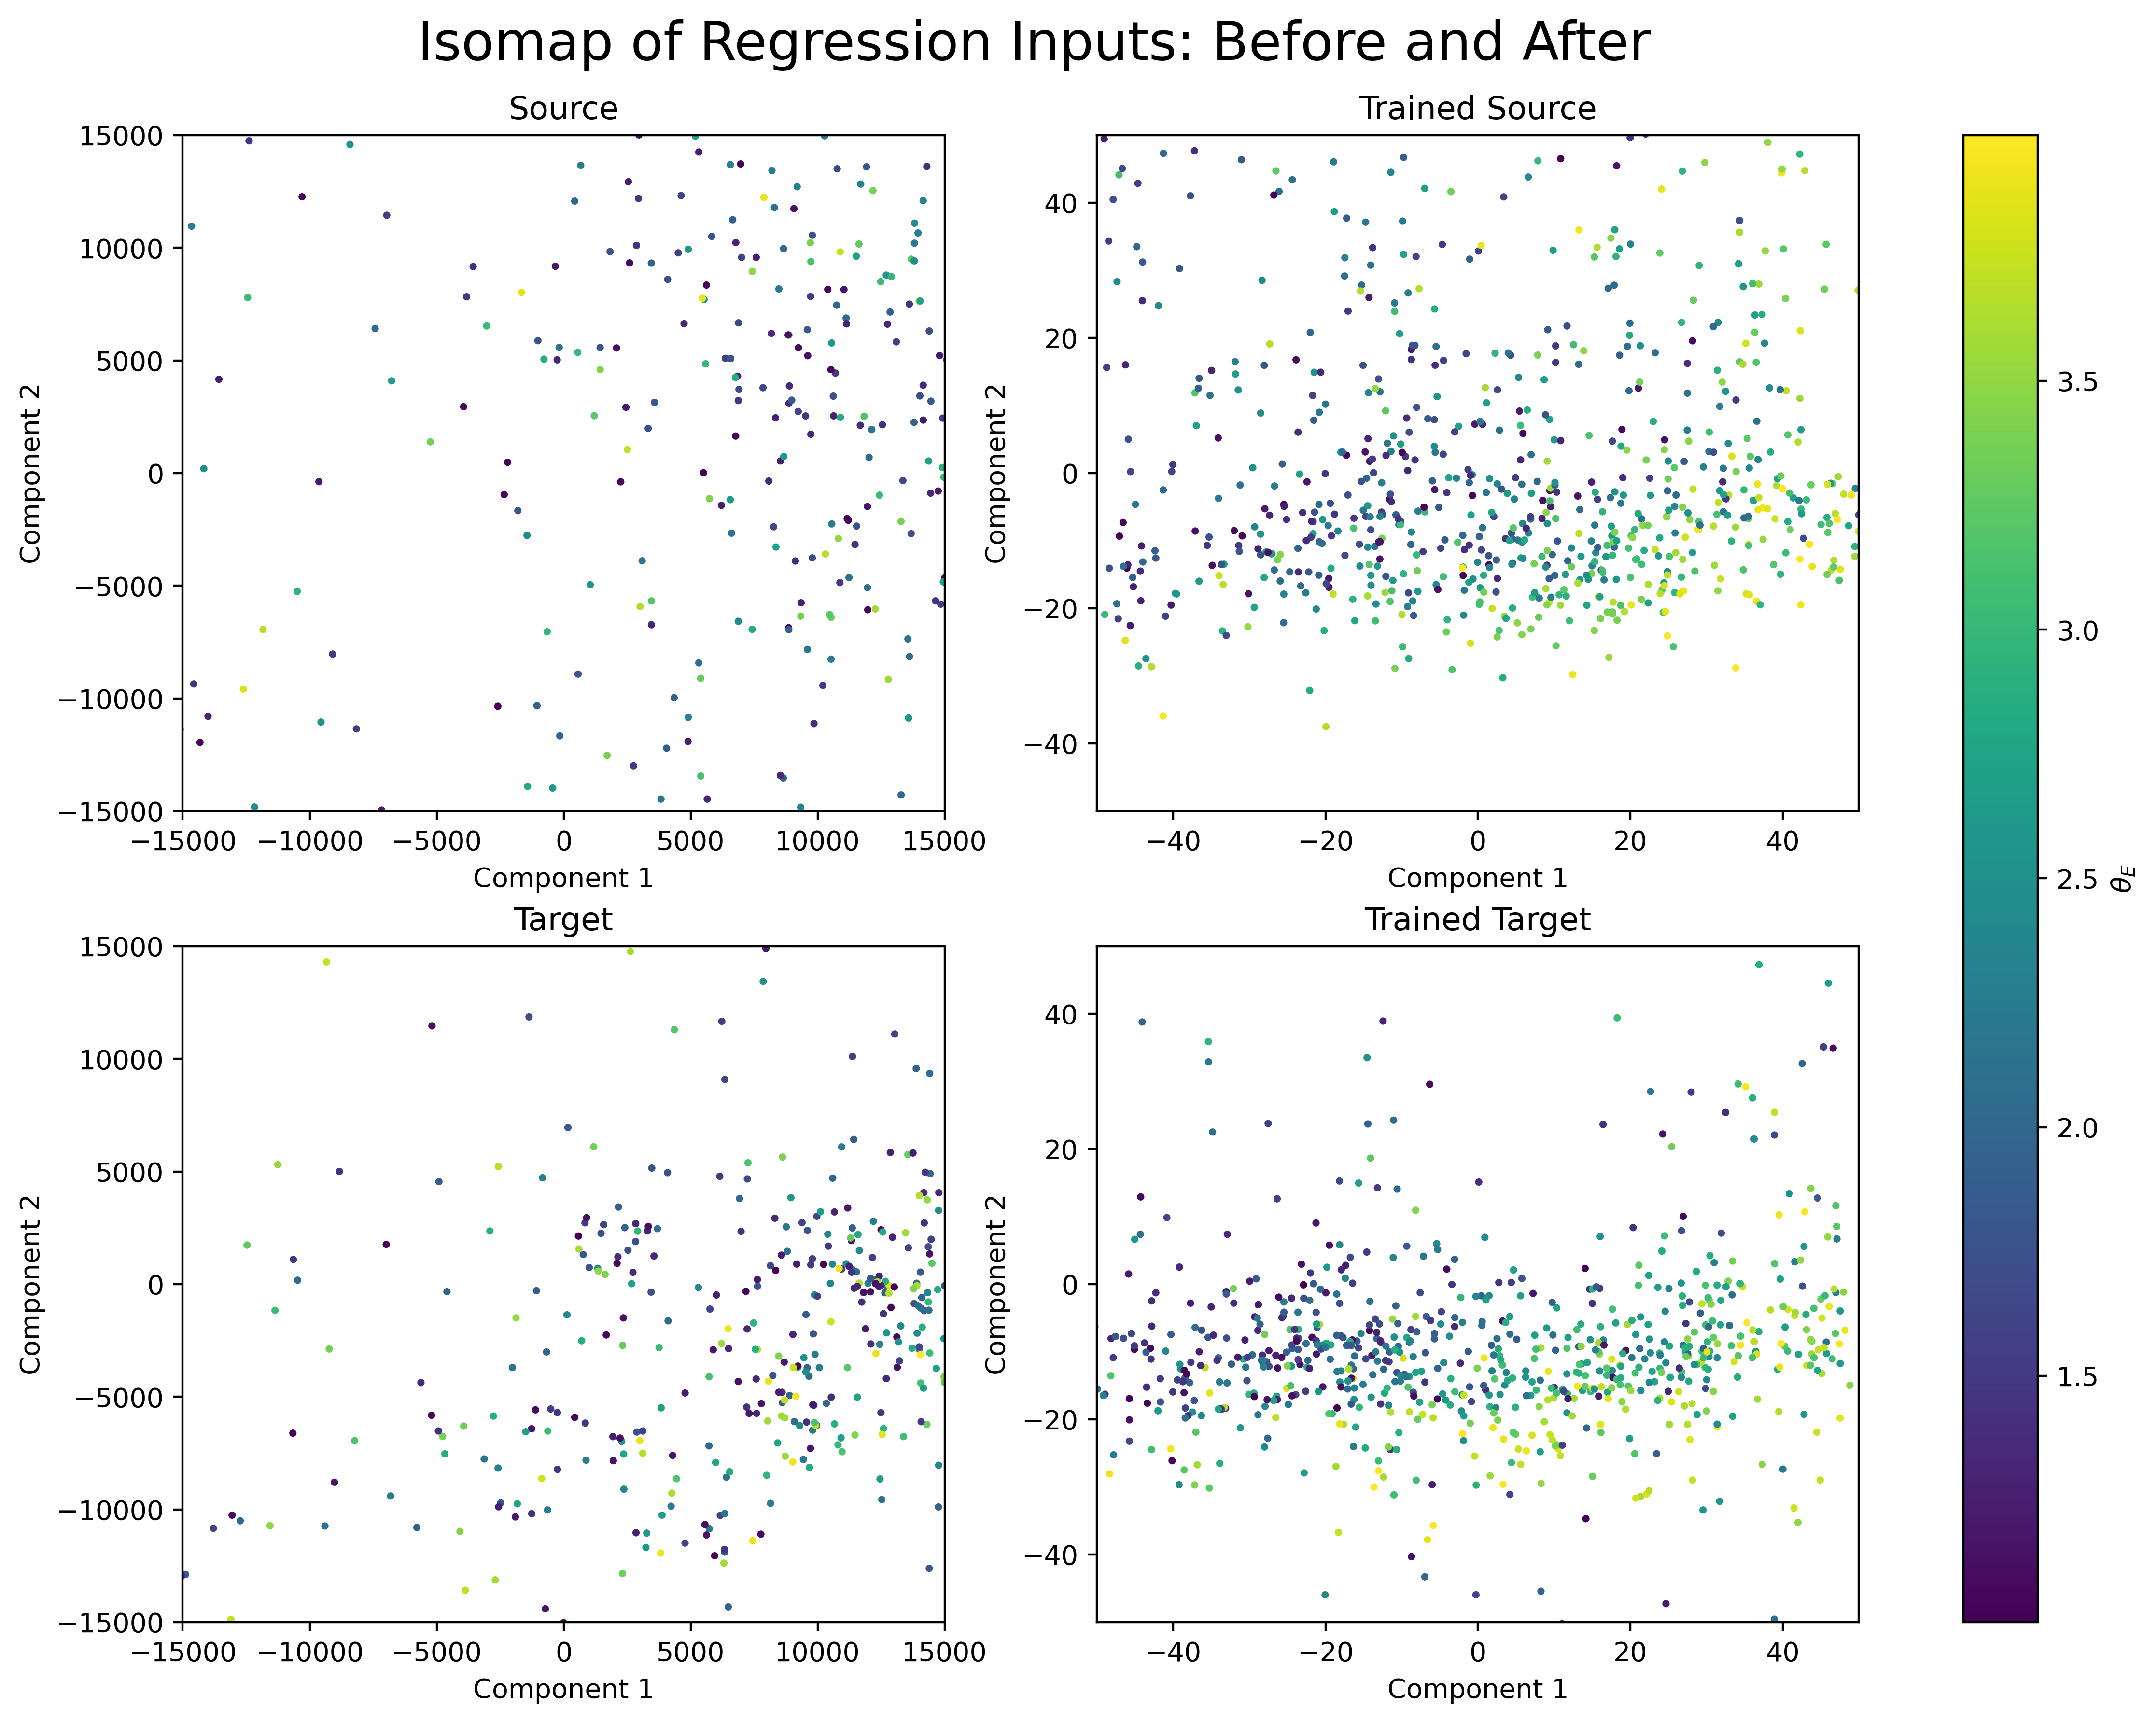 Isomap of Regression Inputs: Before and After
Source
Trained Source
15000
10000
5000
0
−5000
−10000
−15000
Component 2
−15000 −10000 −5000 0 5000 10000 15000
Component 1
40
20
0
−20
−40
Component 2
−40 −20 0 20 40
Component 1
Target
Trained Target
15000
10000
5000
0
−5000
−10000
−15000
Component 2
−15000 −10000 −5000 0 5000 10000 15000
Component 1
40
20
0
−20
−40
Component 2
−40 −20 0 20 40
Component 1
3.5
3.0
2.5
2.0
1.5
θ_E